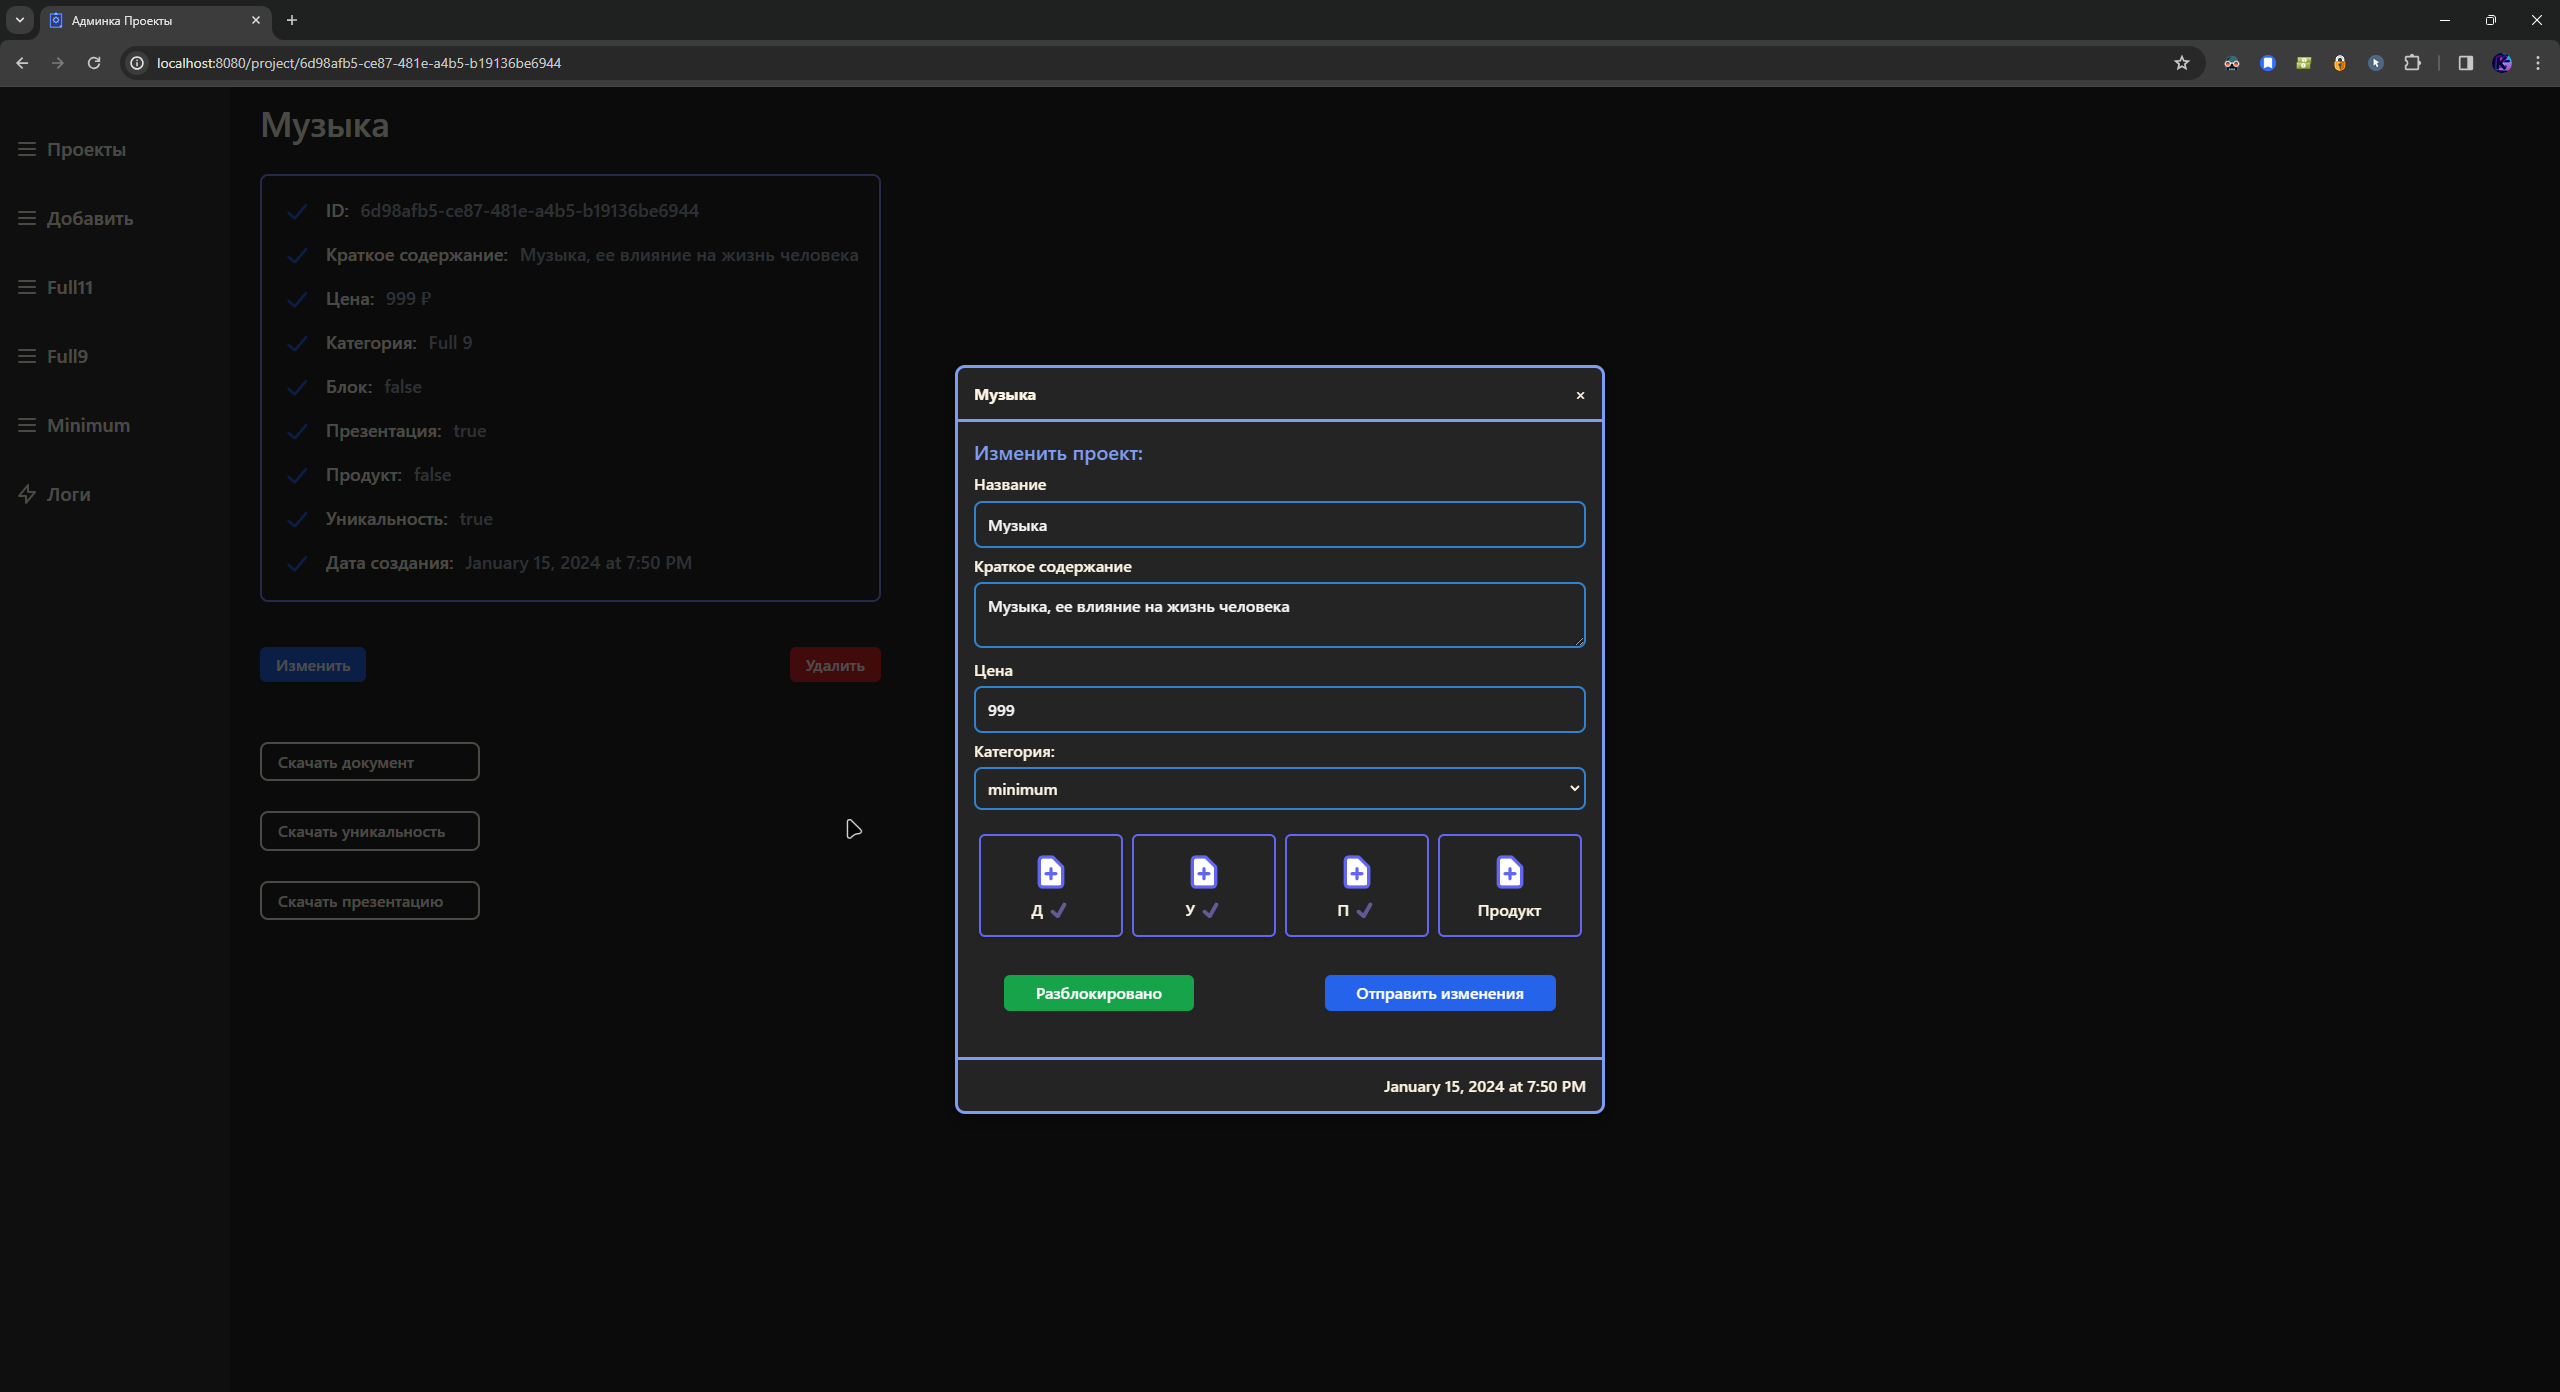 Админка Проекты
localhost:8080/project/6d98afb5-ce87-481e-a4b5-b19136be6944
Проекты
Добавить
Full11
Full9
Minimum
Логи
Музыка
ID: 6d98afb5-ce87-481e-a4b5-b19136be6944
Краткое содержание: Музыка, ее влияние на жизнь человека
Цена: 999 ₽
Категория: Full 9
Блок: false
Презентация: true
Продукт: false
Уникальность: true
Дата создания: January 15, 2024 at 7:50 PM
Изменить
Удалить
Скачать документ
Скачать уникальность
Скачать презентацию
Музыка
Изменить проект:
Название
Музыка
Краткое содержание
Музыка, ее влияние на жизнь человека
Цена
999
Категория:
minimum
Д
У
П
Продукт
Разблокировано
Отправить изменения
January 15, 2024 at 7:50 PM